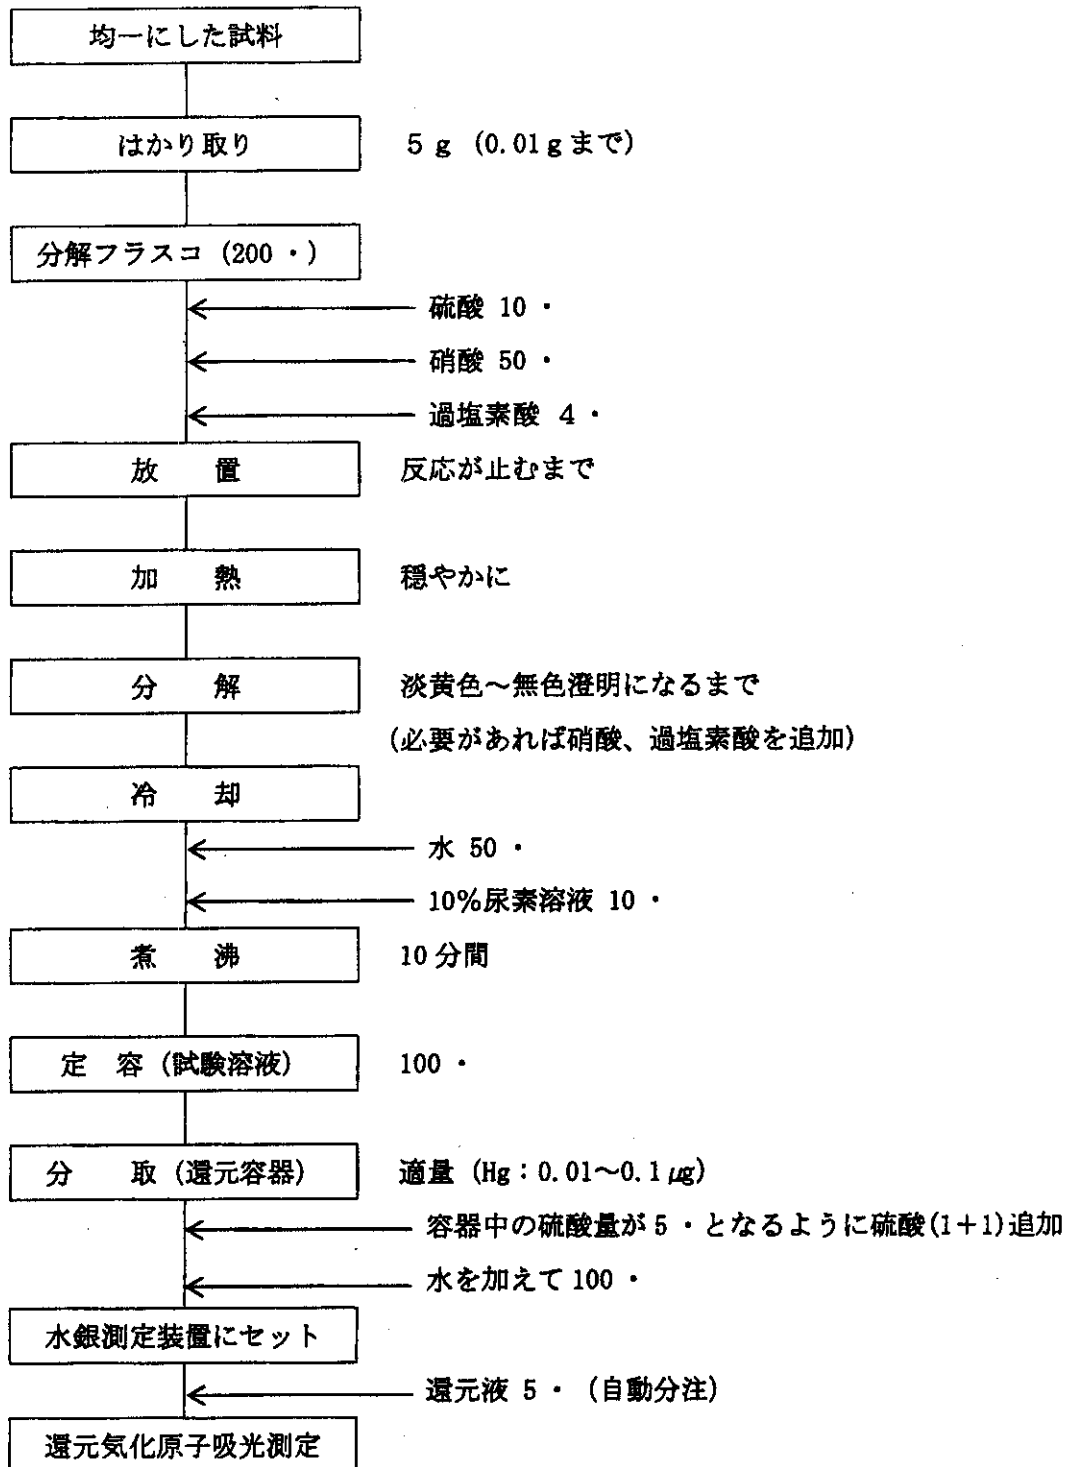 均一にした試料
はかり取り 5 g (0.01gまで)
分解フラスコ (200 ・)
硫酸 10 ・
硝酸 50 ・
過塩素酸 4 ・
放 置 反応が止むまで
加 熱 穏やかに
分 解 淡黄色～無色澄明になるまで
(必要があれば硝酸、過塩素酸を追加)
冷 却
水 50 ・
10%尿素溶液 10 ・
煮 沸 10分間
定 容 (試験溶液) 100 ・
分 取 (還元容器) 適量 (Hg：0.01～0.1μg)
容器中の硫酸量が 5 ・となるように硫酸(1+1)追加
水を加えて 100 ・
水銀測定装置にセット
還元液 5 ・ (自動分注)
還元気化原子吸光測定